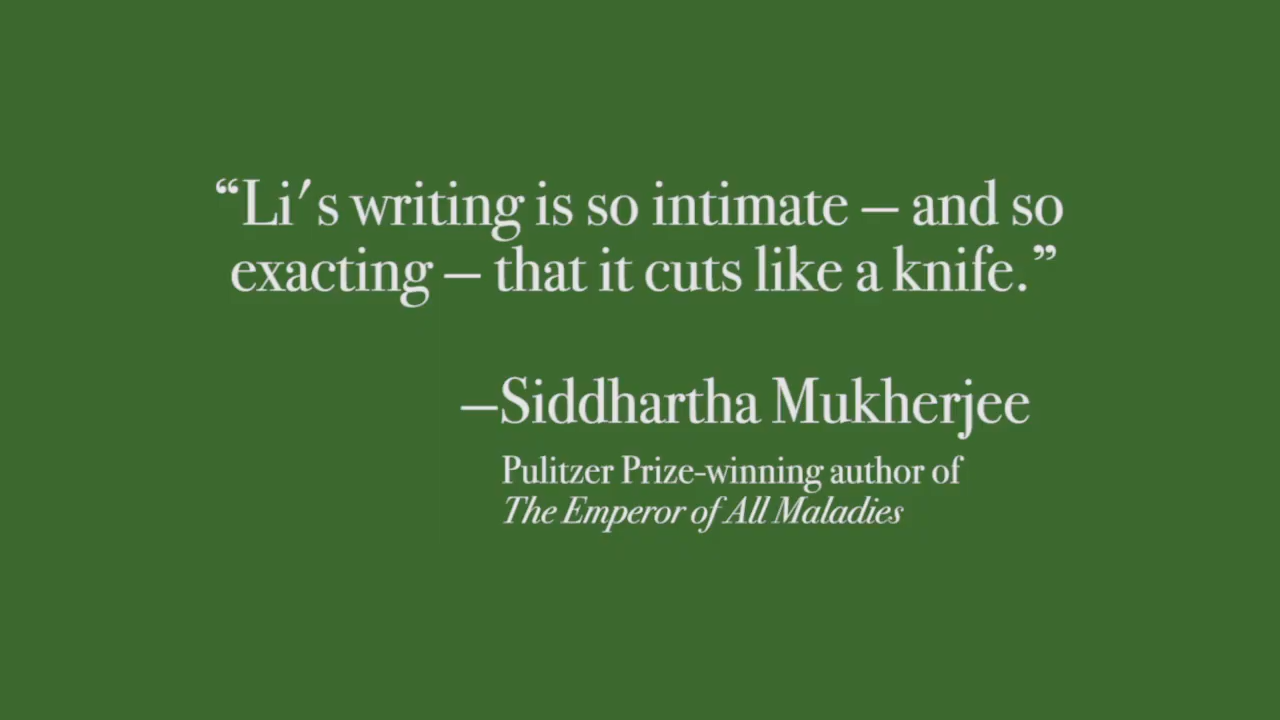 “Li's writing is so intimate – and so
exacting – that it cuts like a knife.”
–Siddhartha Mukherjee
Pulitzer Prize-winning author of
The Emperor of All Maladies